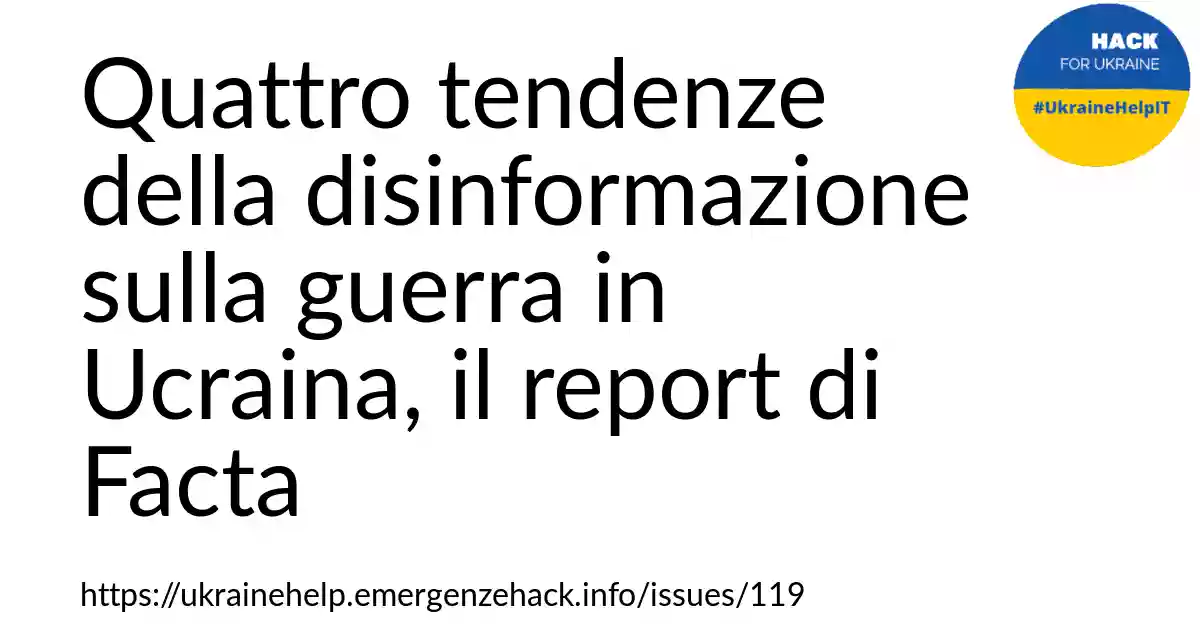 HACK
FOR UKRAINE
#UkraineHelpIT
Quattro tendenze
della disinformazione
sulla guerra in
Ucraina, il report di
Facta
https://ukrainehelp.emergenzehack.info/issues/119